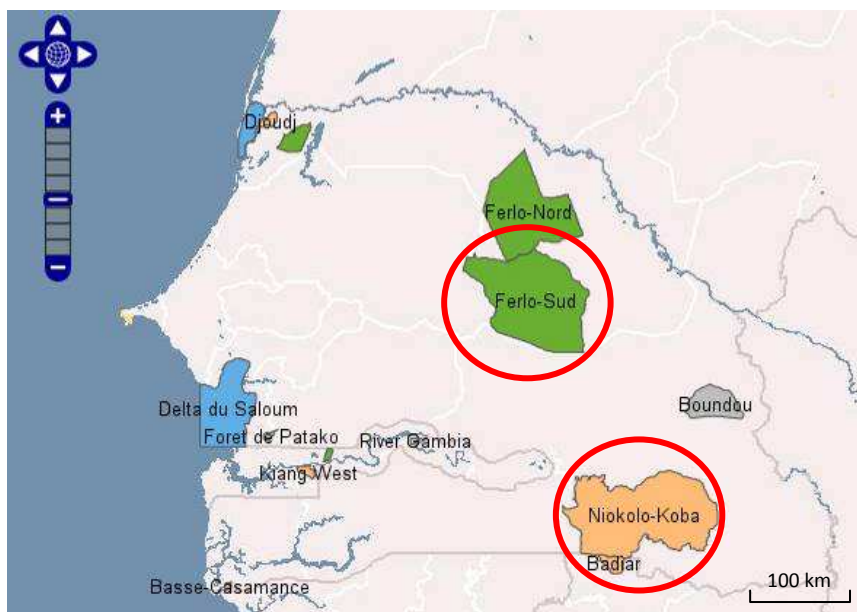 Djoudj
Ferlo-Nord
Ferlo-Sud
Delta du Saloum
Boundou
Foret de Patako
River Gambia
Kiang West
Niokolo-Koba
Badiar
Basse-Casamance
100 km